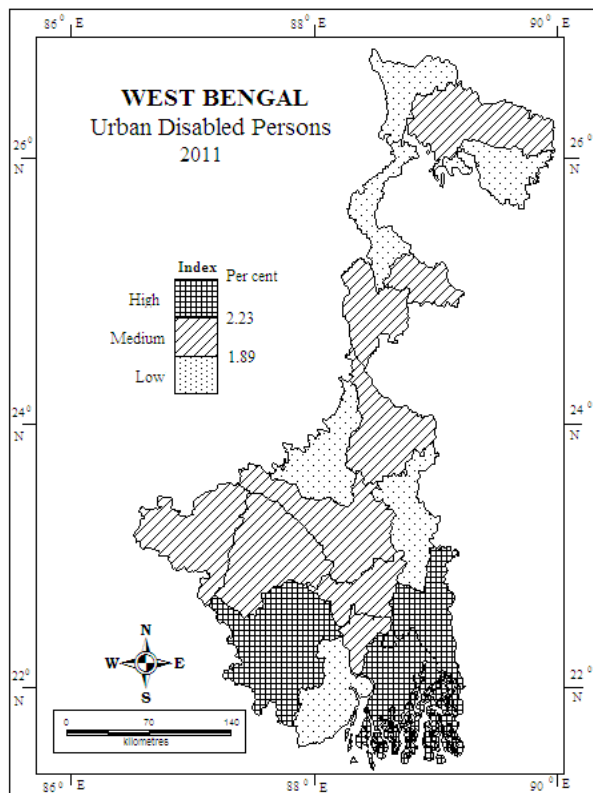 86° E
88° E
90° E
WEST BENGAL
Urban Disabled Persons
2011
26°
N
26°
N
Index
Per cent
High
2.23
Medium
1.89
Low
24°
N
24°
N
N
W E
S
22°
N
22°
N
0 70 140
kilometres
86° E
88° E
90° E